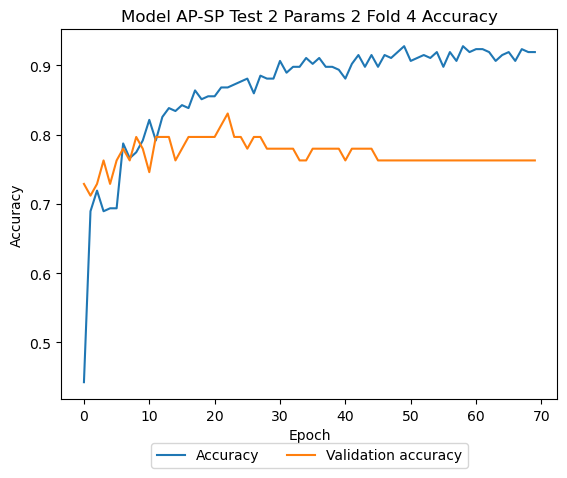 Model AP-SP Test 2 Params 2 Fold 4 Accuracy
Accuracy
0.9
0.8
0.7
0.6
0.5
0 10 20 30 40 50 60 70
Epoch
Accuracy Validation accuracy